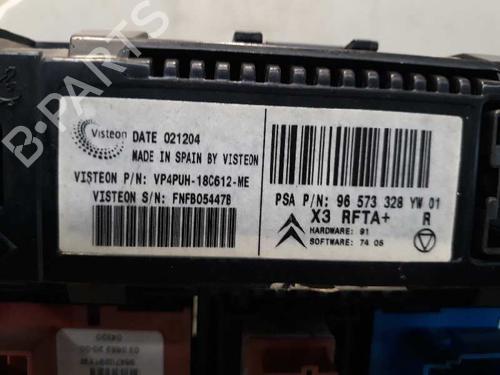 B-PARTS
Visteon
DATE 021204
MADE IN SPAIN BY VISTEON
VISTEON P/N: VP4PUH-18C612-ME
VISTEON S/N: FNFB05447B
PSA P/N: 96 573 328 YW 01
X3 RFTA+ R
HARDWARE: 91
SOFTWARE: 74 05